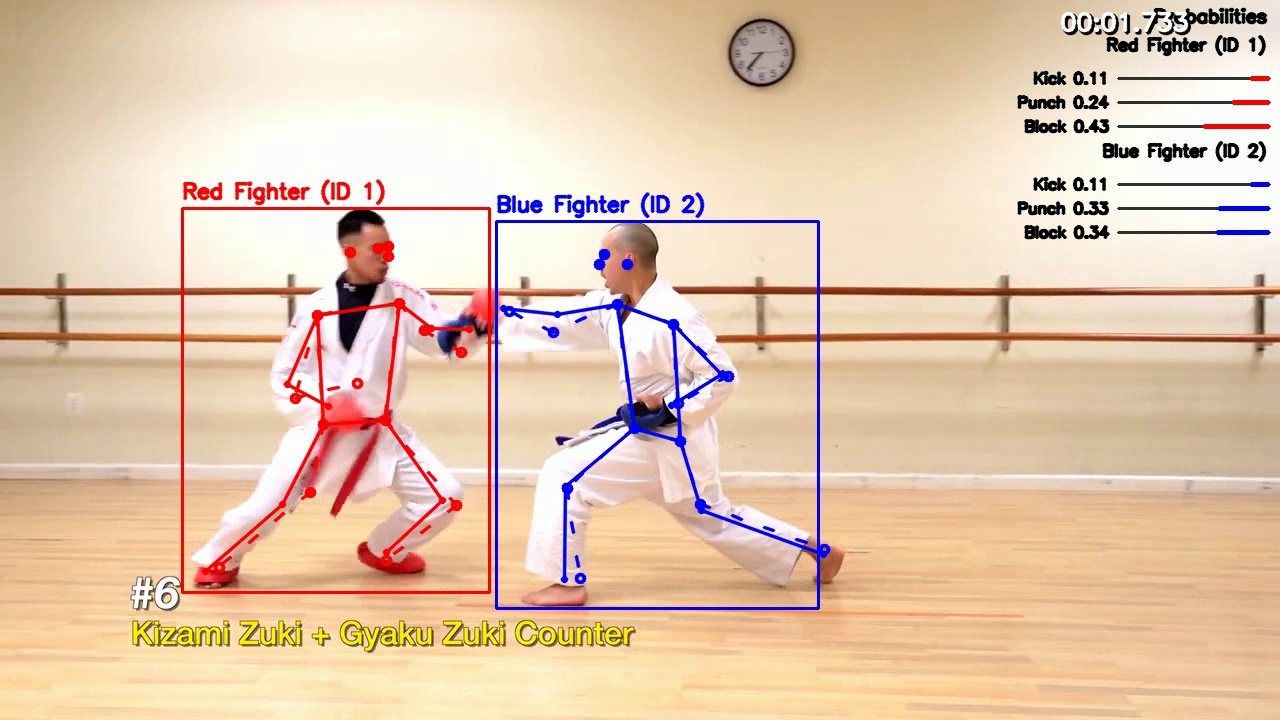 Probabilities
00:01.733
Red Fighter (ID 1)
Kick 0.11
Punch 0.24
Block 0.43
Blue Fighter (ID 2)
Kick 0.11
Punch 0.33
Block 0.34
Red Fighter (ID 1)
Blue Fighter (ID 2)
#6
Kizami Zuki + Gyaku Zuki Counter